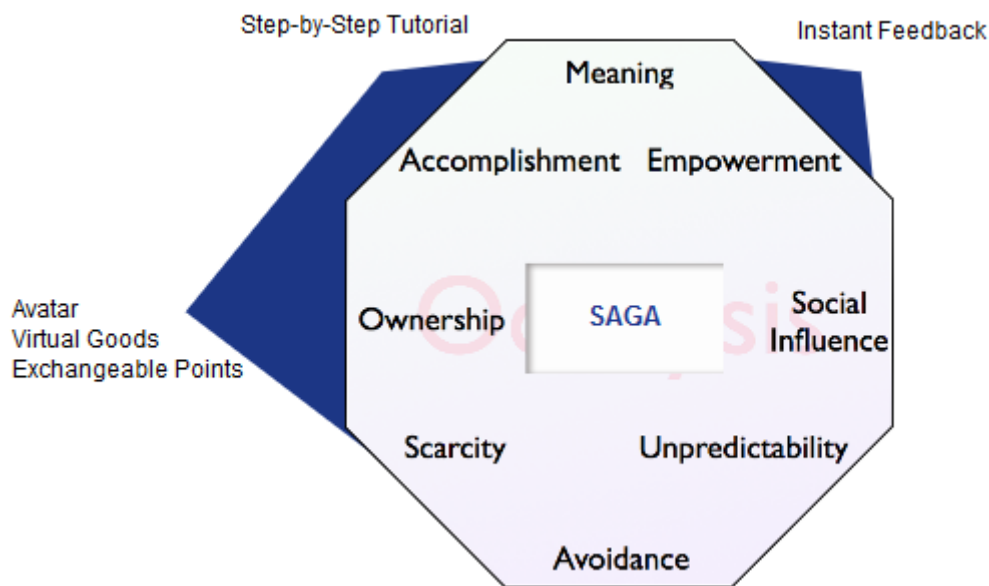 Step-by-Step Tutorial
Instant Feedback
Meaning
Accomplishment
Empowerment
Avatar
Virtual Goods
Exchangeable Points
Ownership
SAGA
Social
Influence
Scarcity
Unpredictability
Avoidance